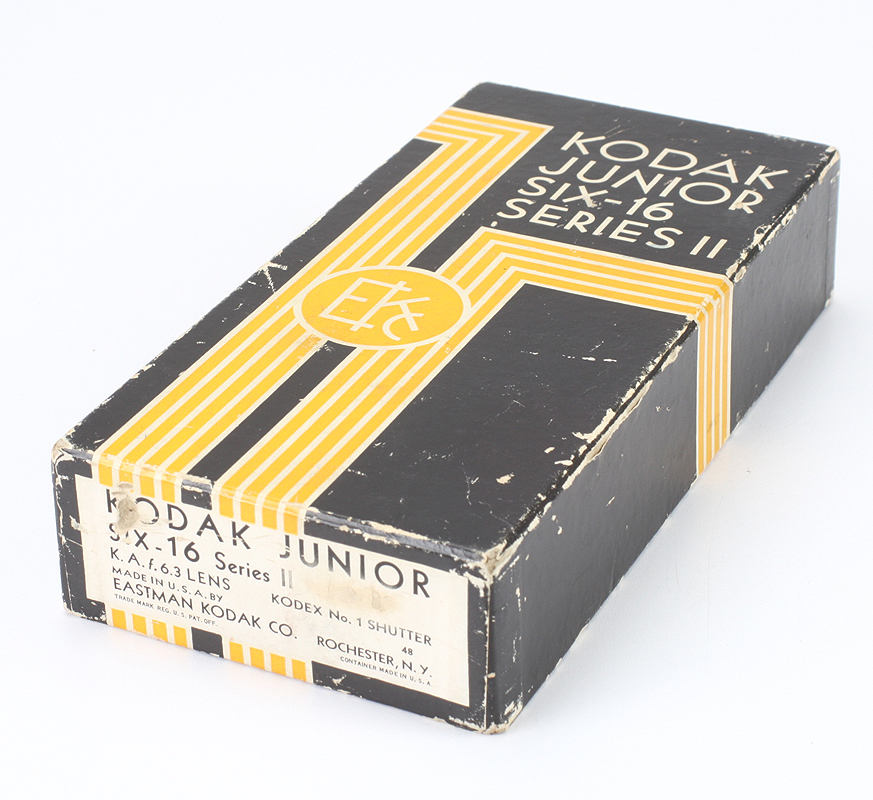 KODAK
JUNIOR
SIX-16
SERIES II
EKC
KODAK JUNIOR
SIX-16 Series II
K. A. f.6.3 LENS
KODEX No. 1 SHUTTER
MADE IN U. S. A. BY
EASTMAN KODAK CO.
48
ROCHESTER, N. Y.
TRADE MARK REG. U. S. PAT. OFF.
CONTAINER MADE IN U. S. A.